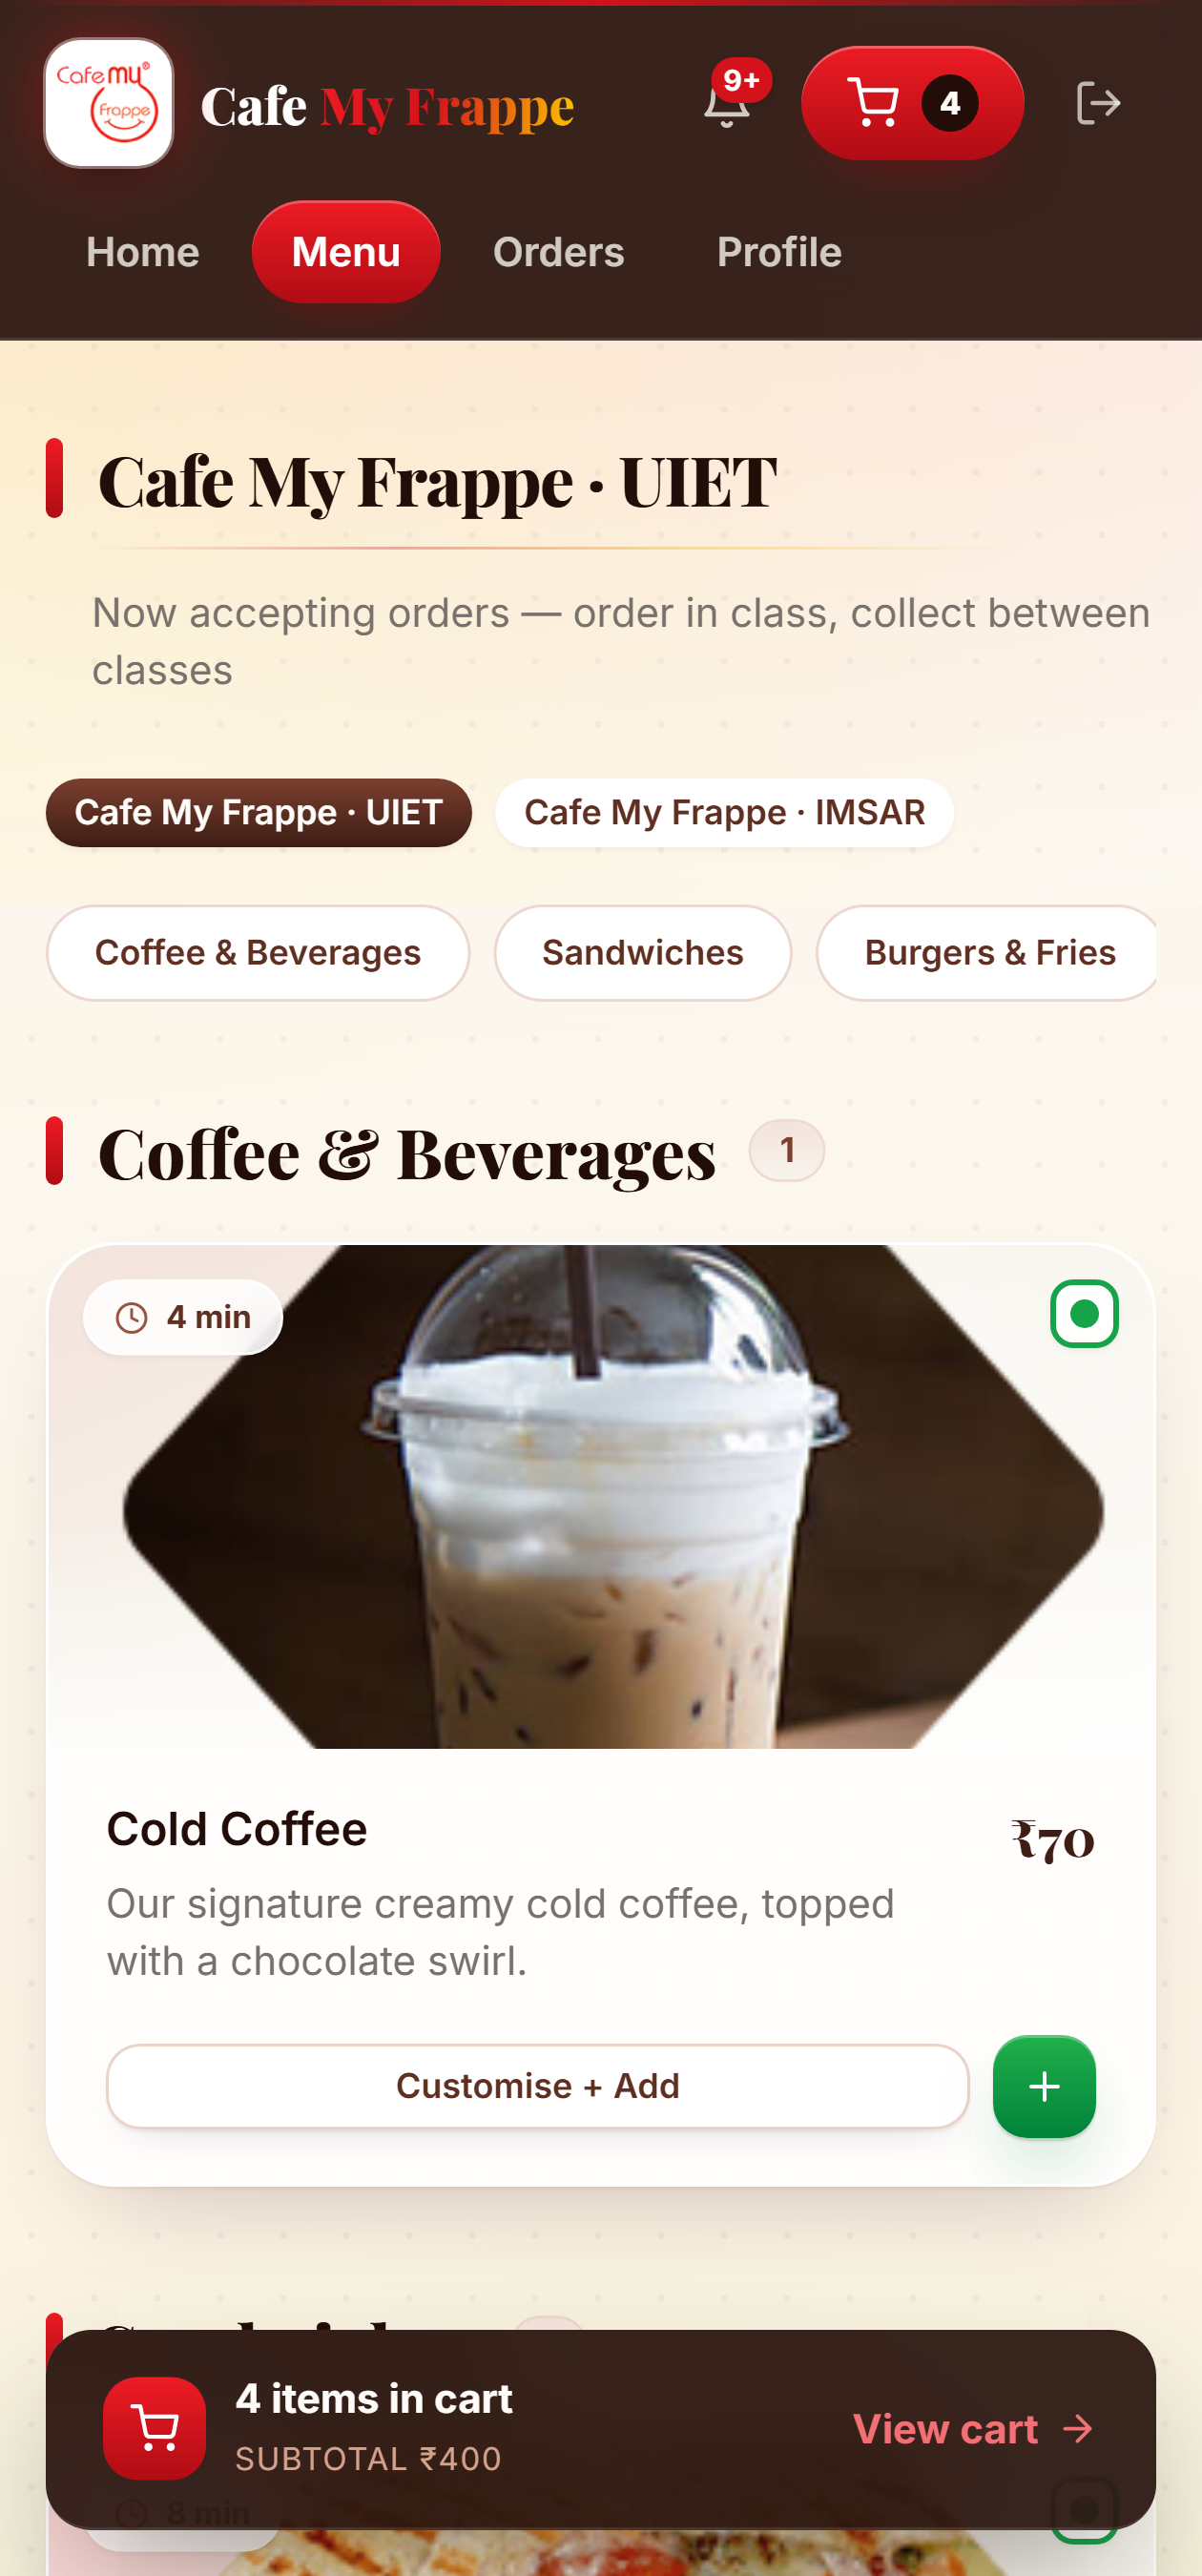 Cafe my®
Frappe
Cafe My Frappe
9+
4
Home Menu Orders Profile
Cafe My Frappe · UIET
Now accepting orders — order in class, collect between
classes
Cafe My Frappe · UIET Cafe My Frappe · IMSAR
Coffee & Beverages Sandwiches Burgers & Fries
Coffee & Beverages 1
4 min
Cold Coffee
₹70
Our signature creamy cold coffee, topped
with a chocolate swirl.
Customise + Add
4 items in cart
SUBTOTAL ₹400
View cart →
8 min